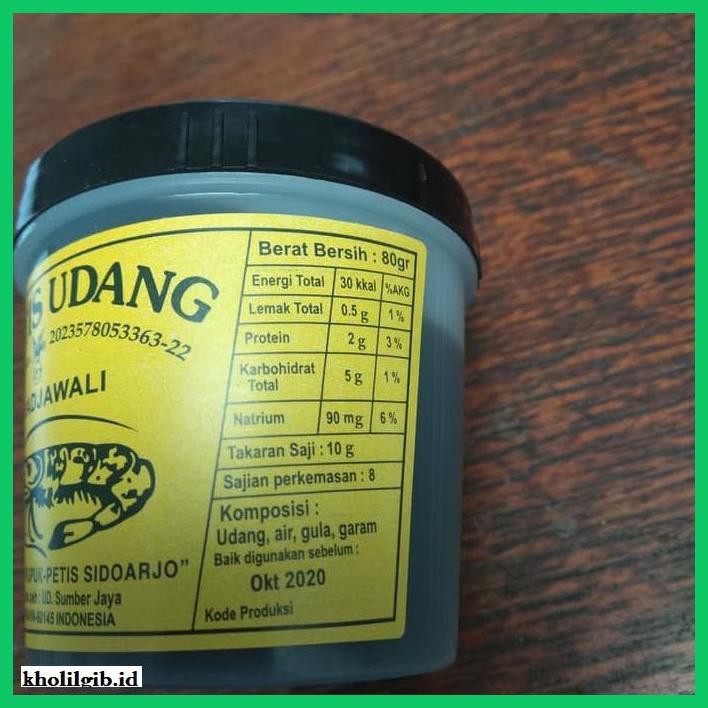 UDANG
2023578053363-22
PETIS SIDOARJO"
UD. Sumber Jaya
INDONESIA
Berat Bersih : 80gr
Energi Total 30 kkal %AKG
Lemak Total 0.5 g 1 %
Protein 2 g 3 %
Karbohidrat
Total 5 g 1 %
Natrium 90 mg 6 %
Takaran Saji : 10 g
Sajian perkemasan : 8
Komposisi :
Udang, air, gula, garam
Baik digunakan sebelum :
Okt 2020
Kode Produksi
kholilgib.id